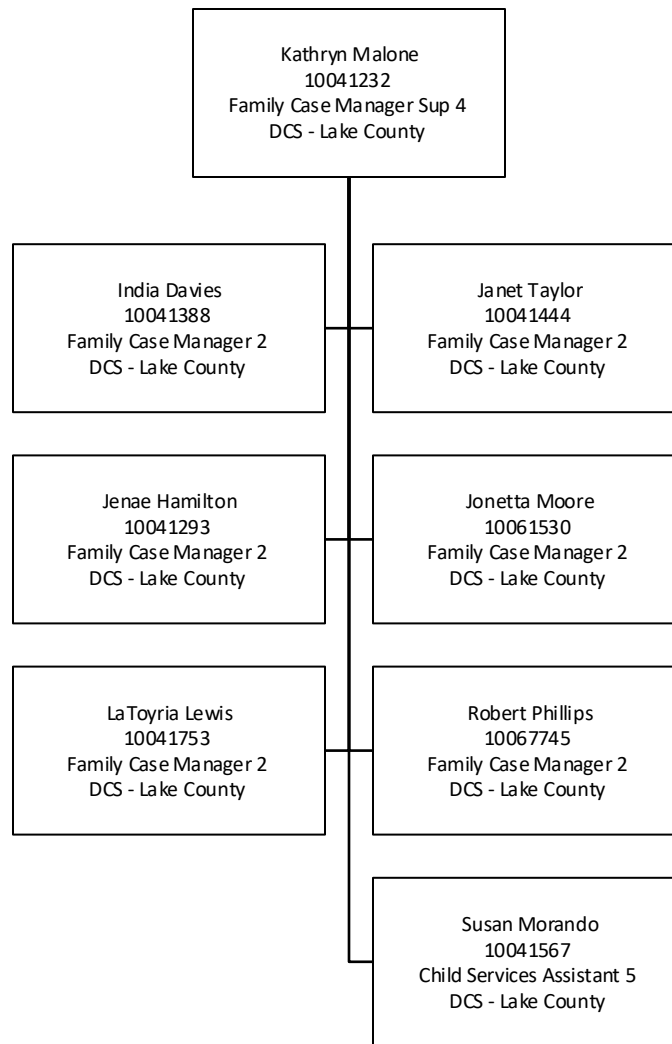 Kathryn Malone
10041232
Family Case Manager Sup 4
DCS - Lake County
India Davies
10041388
Family Case Manager 2
DCS - Lake County
Janet Taylor
10041444
Family Case Manager 2
DCS - Lake County
Jenae Hamilton
10041293
Family Case Manager 2
DCS - Lake County
Jonetta Moore
10061530
Family Case Manager 2
DCS - Lake County
LaToyria Lewis
10041753
Family Case Manager 2
DCS - Lake County
Robert Phillips
10067745
Family Case Manager 2
DCS - Lake County
Susan Morando
10041567
Child Services Assistant 5
DCS - Lake County